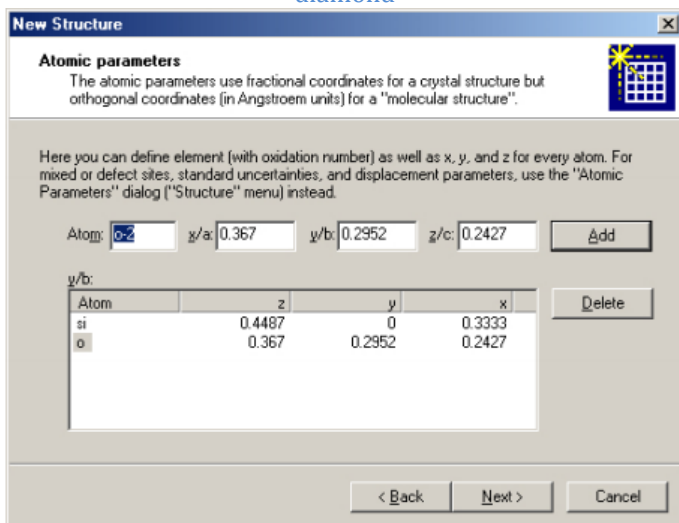 diamond
New Structure
Atomic parameters
The atomic parameters use fractional coordinates for a crystal structure but
orthogonal coordinates (in Angstroem units) for a "molecular structure".
Here you can define element (with oxidation number) as well as x, y, and z for every atom. For
mixed or defect sites, standard uncertainties, and displacement parameters, use the "Atomic
Parameters" dialog ("Structure" menu) instead.
Atom: o-2 x/a: 0.367 y/b: 0.2952 z/c: 0.2427 Add
y/b:
Atom z y x Delete
si 0.4487 0 0.3333
o 0.367 0.2952 0.2427
< Back Next > Cancel